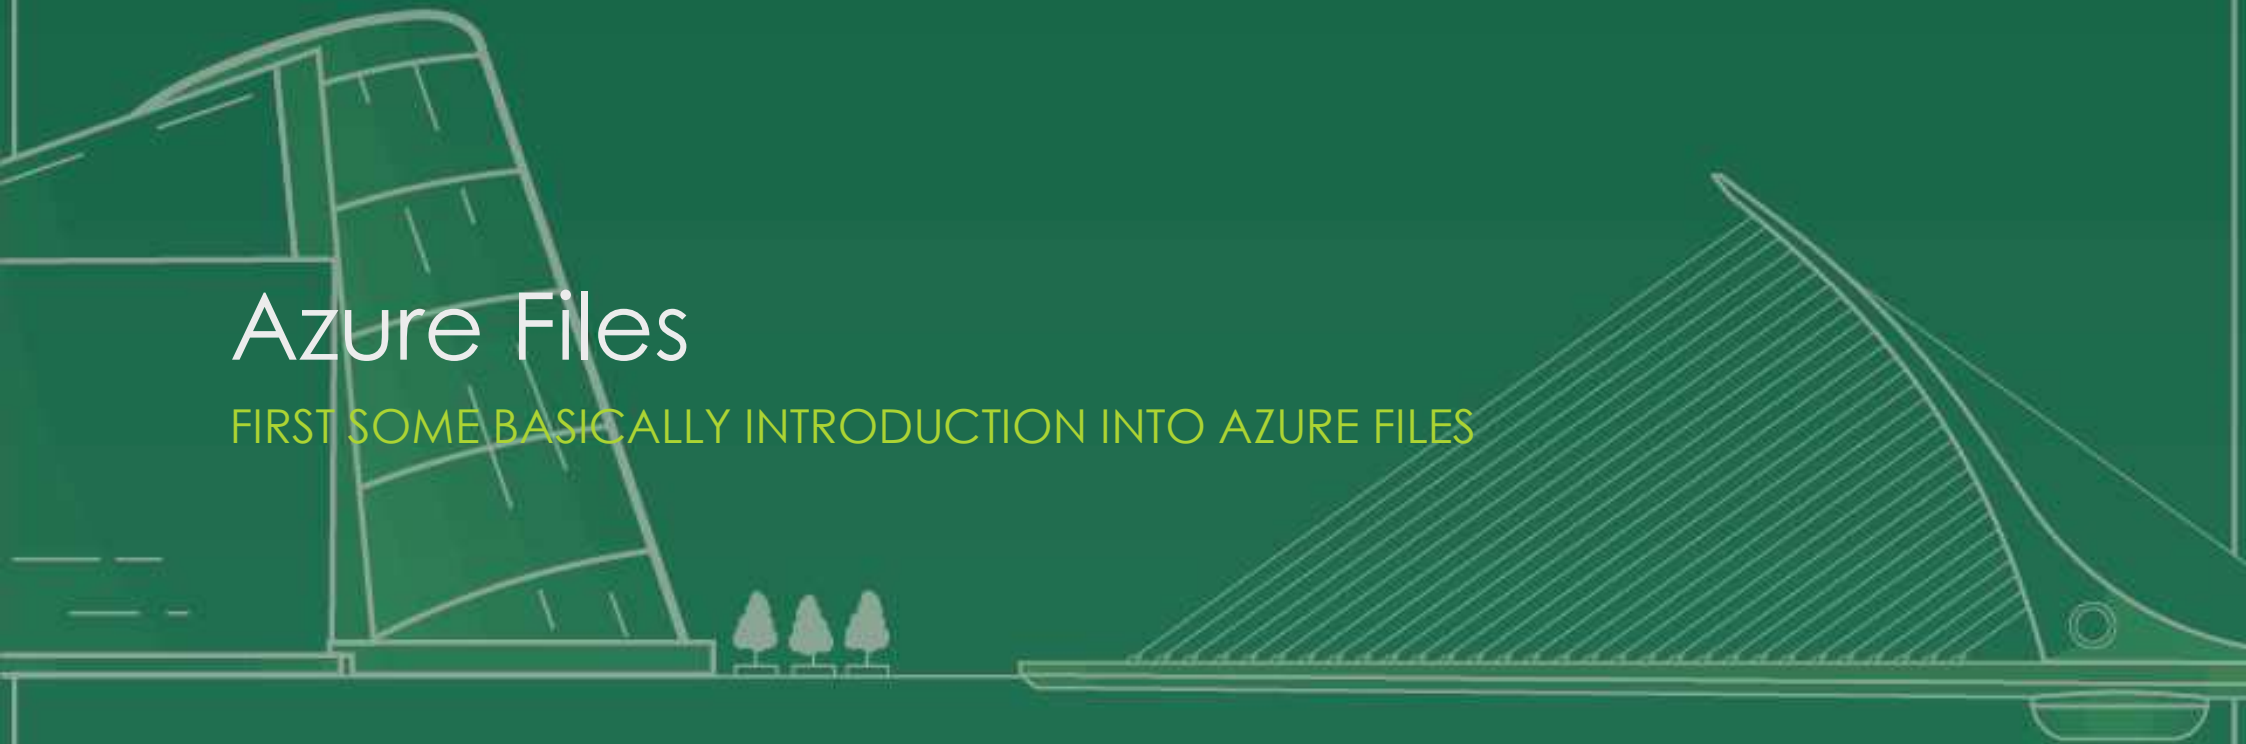 Azure Files
FIRST SOME BASICALLY INTRODUCTION INTO AZURE FILES